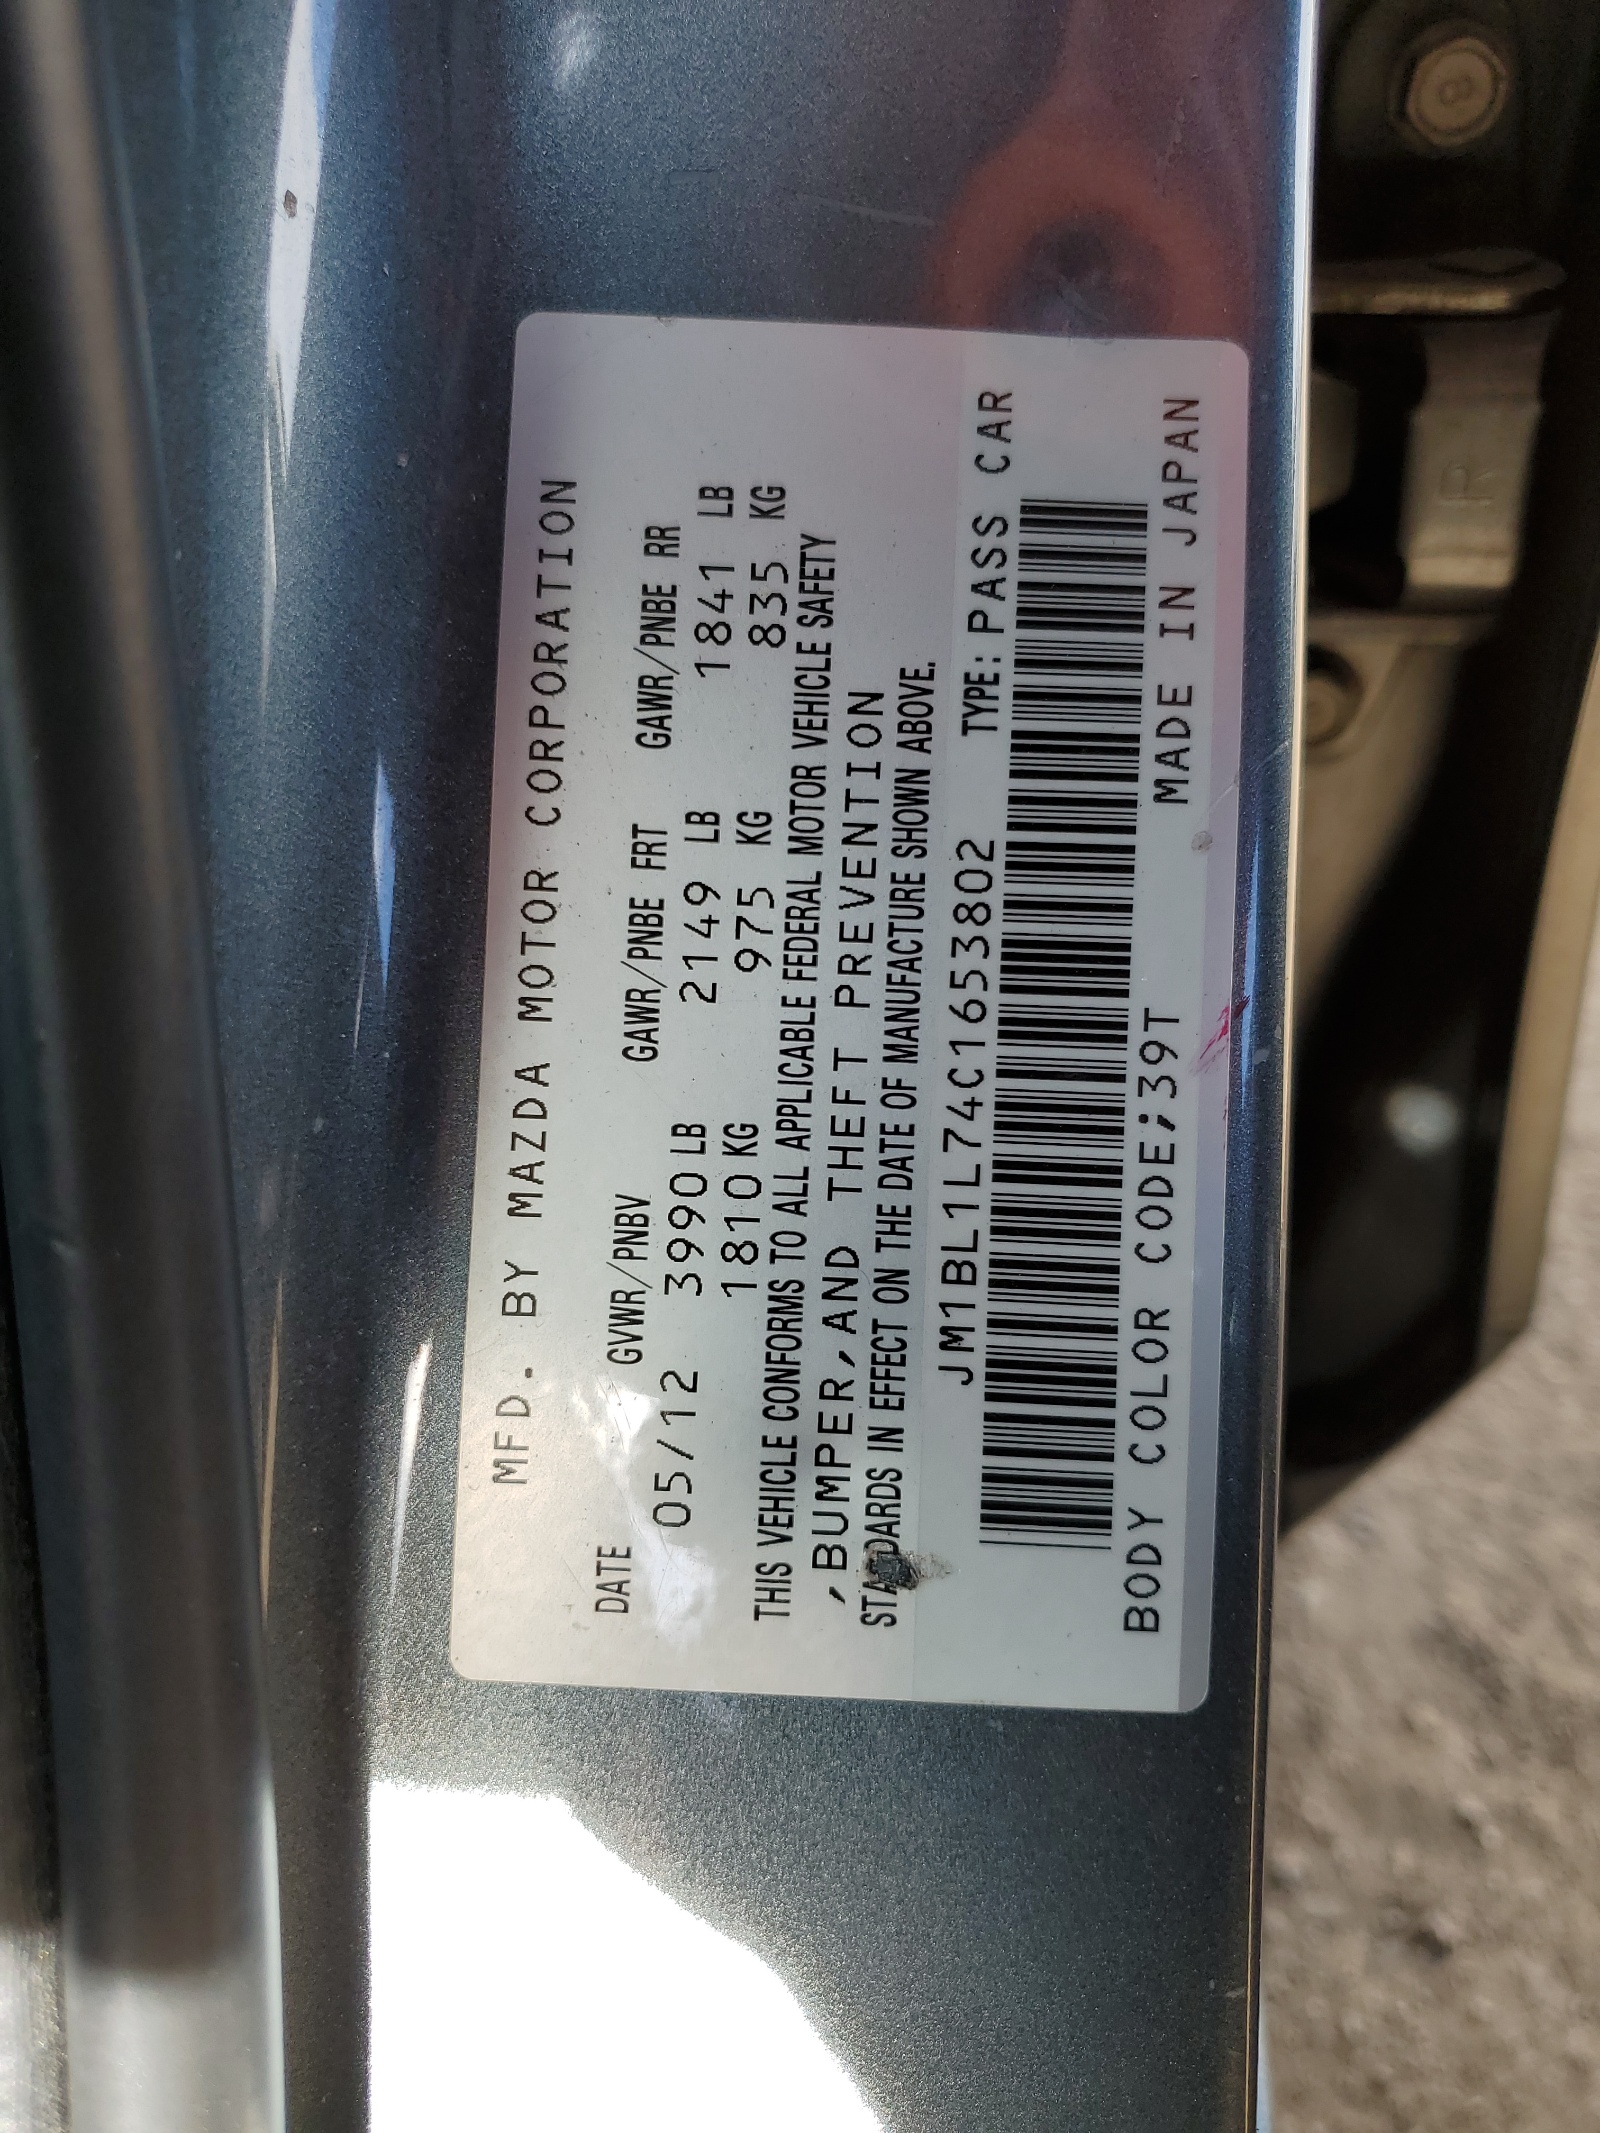 MFD. BY MAZDA MOTOR CORPORATION
DATE GVWR/PNBV GAWR/PNBE FRT GAWR/PNBE RR
05/12 3990 LB 2149 LB 1841 LB
1810 KG 975 KG 835 KG
THIS VEHICLE CONFORMS TO ALL APPLICABLE FEDERAL MOTOR VEHICLE SAFETY
,BUMPER,AND THEFT PREVENTION
STANDARDS IN EFFECT ON THE DATE OF MANUFACTURE SHOWN ABOVE.
JM1BL1L74C1653802 TYPE: PASS CAR
BODY COLOR CODE;39T MADE IN JAPAN
8
R